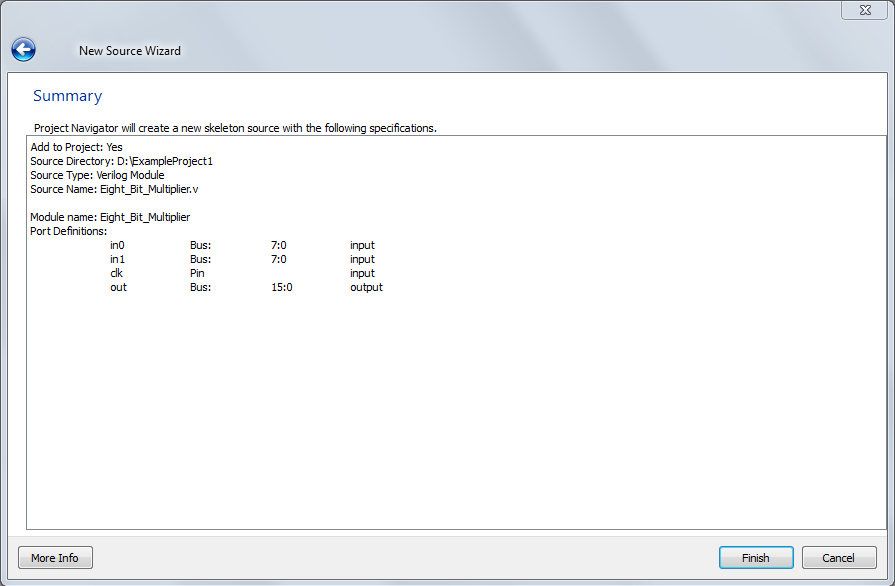 New Source Wizard
Summary
Project Navigator will create a new skeleton source with the following specifications.
Add to Project: Yes
Source Directory: D:\ExampleProject1
Source Type: Verilog Module
Source Name: Eight_Bit_Multiplier.v
Module name: Eight_Bit_Multiplier
Port Definitions:
in0 Bus: 7:0 input
in1 Bus: 7:0 input
clk Pin input
out Bus: 15:0 output
More Info Finish Cancel